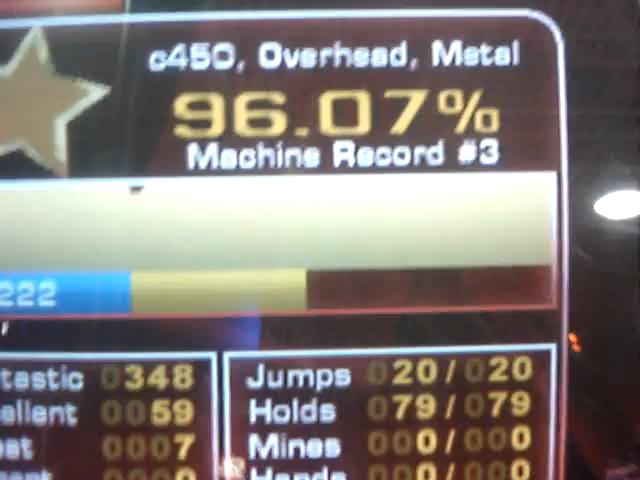 c450, Overhead, Metal
96.07%
Machine Record #3
222
tastic 0348
ellent 0059
0007
Jumps 020/020
Holds 079/079
Mines 000/000
Hands